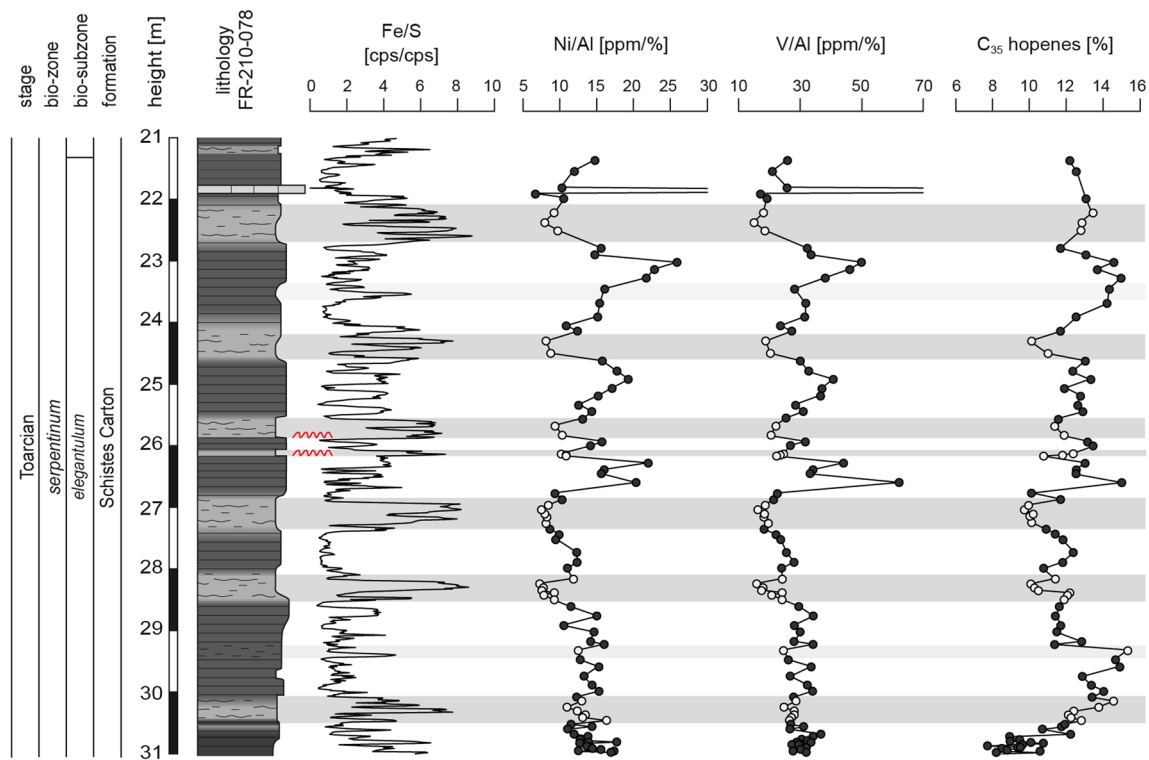 stage
bio-zone
bio-subzone
formation
height [m]
lithology
FR-210-078
Fe/S
[cps/cps]
0 2 4 6 8 10
Ni/Al [ppm/%]
5 10 15 20 25 30
V/Al [ppm/%]
10 30 50 70
C₃₅ hopenes [%]
6 8 10 12 14 16
21
22
23
24
25
26
27
28
29
30
31
Toarcian
serpentinum
elegantulum
Schistes Carton